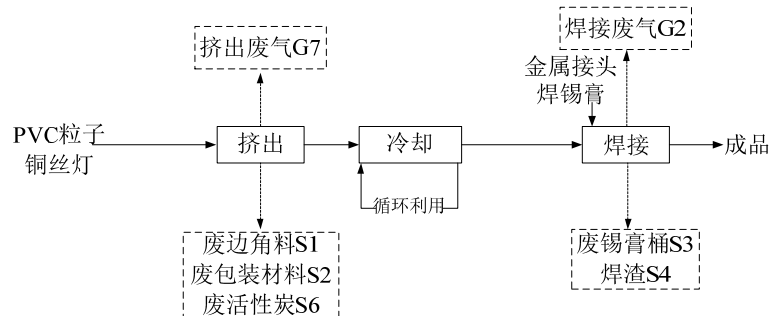 挤出废气G7
焊接废气G2
金属接头
焊锡膏
PVC粒子
铜丝灯
挤出
冷却
焊接
成品
循环利用
废边角料S1
废包装材料S2
废活性炭S6
废锡膏桶S3
焊渣S4